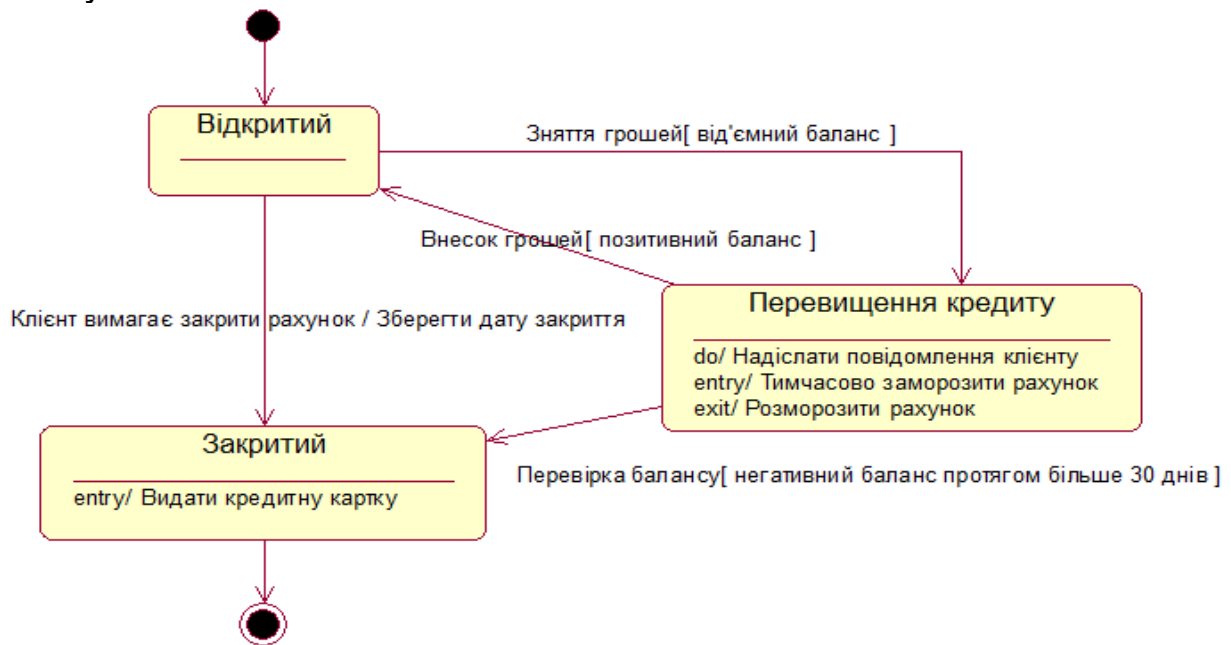 Відкритий
Зняття грошей[ від'ємний баланс ]
Внесок грошей[ позитивний баланс ]
Перевищення кредиту
Клієнт вимагає закрити рахунок / Зберегти дату закриття
do/ Надіслати повідомлення клієнту
entry/ Тимчасово заморозити рахунок
exit/ Розморозити рахунок
Закритий
Перевірка балансу[ негативний баланс протягом більше 30 днів ]
entry/ Видати кредитну картку